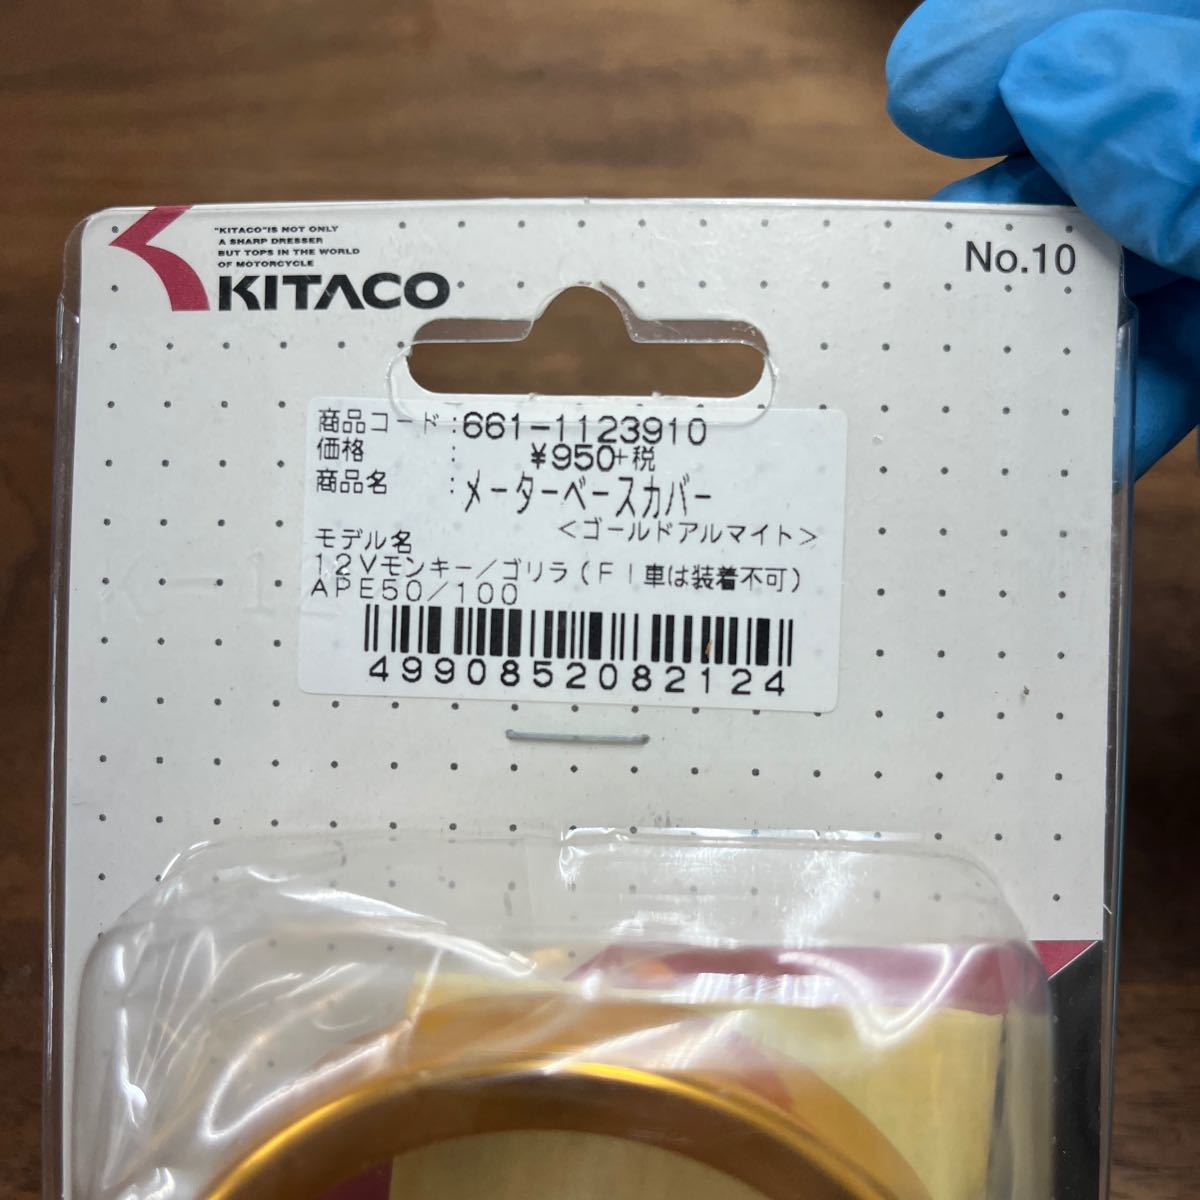 "KITACO"IS NOT ONLY
A SHARP DRESSER
BUT TOPS IN THE WORLD
OF MOTORCYCLE
KITACO
No.10
商品コード:661-1123910
価格 : ¥950+税
商品名 :メーターベースカバー
<ゴールドアルマイト>
モデル名
12Vモンキー/ゴリラ(FI車は装着不可)
APE50/100
4990852082124